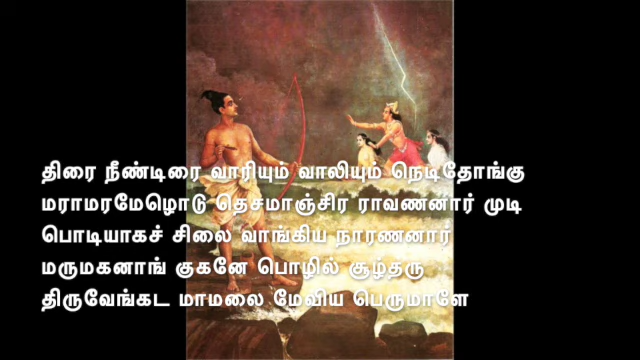 திரை நீண்டிரை வாரியும் வாலியும் நெடிதோங்கு
மராமரமேழொடு தெசமாஞ்சிர ராவணனார் முடி
பொடியாகச் சிலை வாங்கிய நாரணனார்
மருமகனாங் குகனே பொழில் சூழ்தரு
திருவேங்கட மாமலை மேவிய பெருமாளே